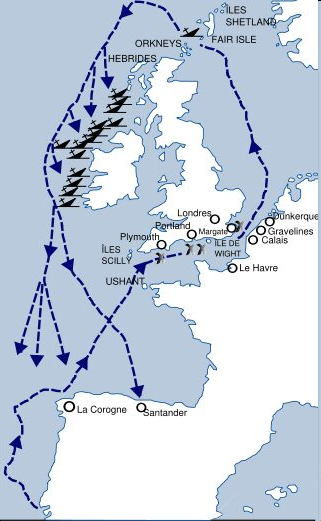 ÎLES
SHETLAND
ORKNEYS
FAIR ISLE
HEBRIDES
Londres
Dunkerque
Portland
Margate
Gravelines
Plymouth
Calais
ÎLE DE
WIGHT
ÎLES
SCILLY
Le Havre
USHANT
La Corogne
Santander